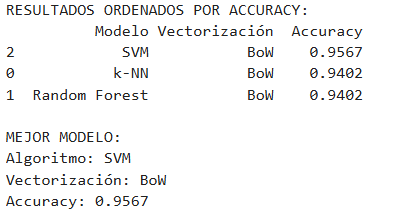 RESULTADOS ORDENADOS POR ACCURACY:
Modelo Vectorización Accuracy
2 SVM BoW 0.9567
0 k-NN BoW 0.9402
1 Random Forest BoW 0.9402
MEJOR MODELO:
Algoritmo: SVM
Vectorización: BoW
Accuracy: 0.9567